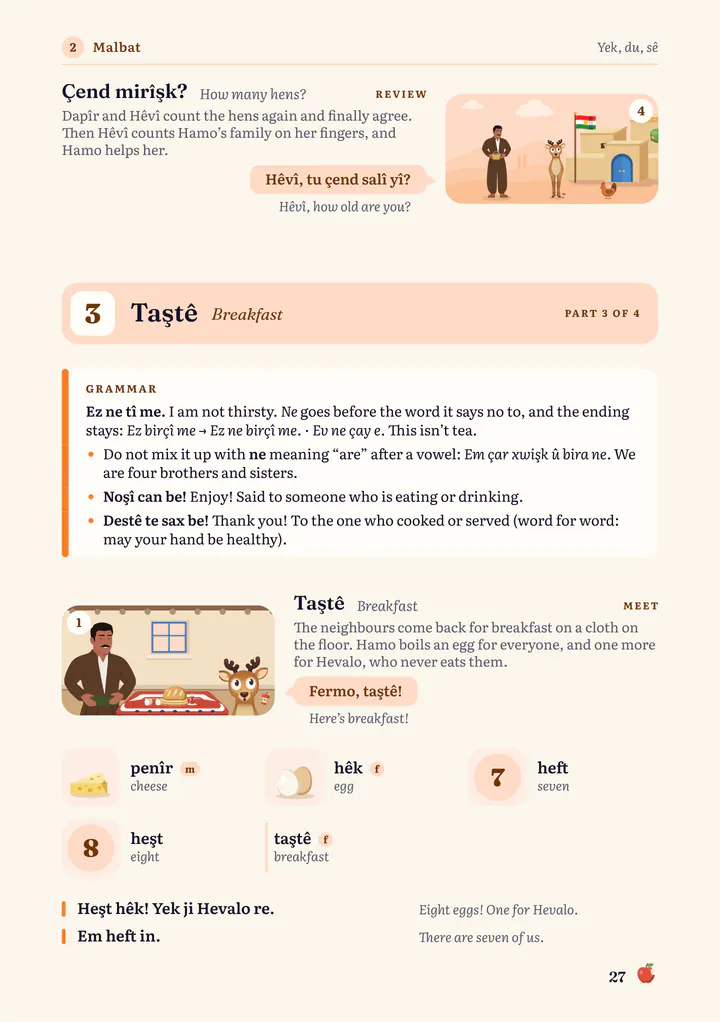 2 Malbat
Yek, du, sê
Çend mirîşk? How many hens? REVIEW
Dapîr and Hêvî count the hens again and finally agree.
Then Hêvî counts Hamo's family on her fingers, and
Hamo helps her.
Hêvî, tu çend salî yî?
Hêvî, how old are you?
4
3 Taştê Breakfast PART 3 OF 4
GRAMMAR
Ez ne tî me. I am not thirsty. Ne goes before the word it says no to, and the ending
stays: Ez birçî me → Ez ne birçî me. · Ev ne çay e. This isn't tea.
• Do not mix it up with ne meaning “are” after a vowel: Em çar xwişk û bira ne. We
are four brothers and sisters.
• Noşî can be! Enjoy! Said to someone who is eating or drinking.
• Destê te sax be! Thank you! To the one who cooked or served (word for word:
may your hand be healthy).
1
Taştê Breakfast MEET
The neighbours come back for breakfast on a cloth on
the floor. Hamo boils an egg for everyone, and one more
for Hevalo, who never eats them.
Fermo, taştê!
Here's breakfast!
penîr m
cheese
hêk f
egg
7 heft
seven
8 heşt
eight
taştê f
breakfast
Heşt hêk! Yek ji Hevalo re. Eight eggs! One for Hevalo.
Em heft in. There are seven of us.
27